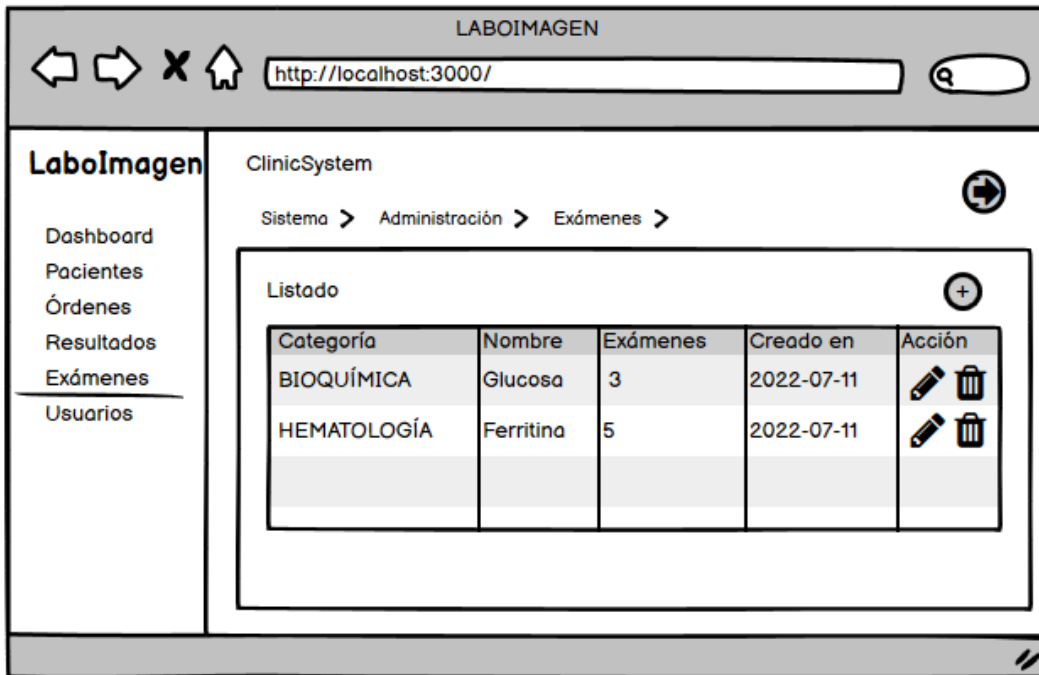 LABOIMAGEN
http://localhost:3000/
LaboImagen
Dashboard
Pacientes
Órdenes
Resultados
Exámenes
Usuarios
ClinicSystem
Sistema > Administración > Exámenes >
Listado
+
Categoría Nombre Exámenes Creado en Acción
BIOQUÍMICA Glucosa 3 2022-07-11
HEMATOLOGÍA Ferritina 5 2022-07-11